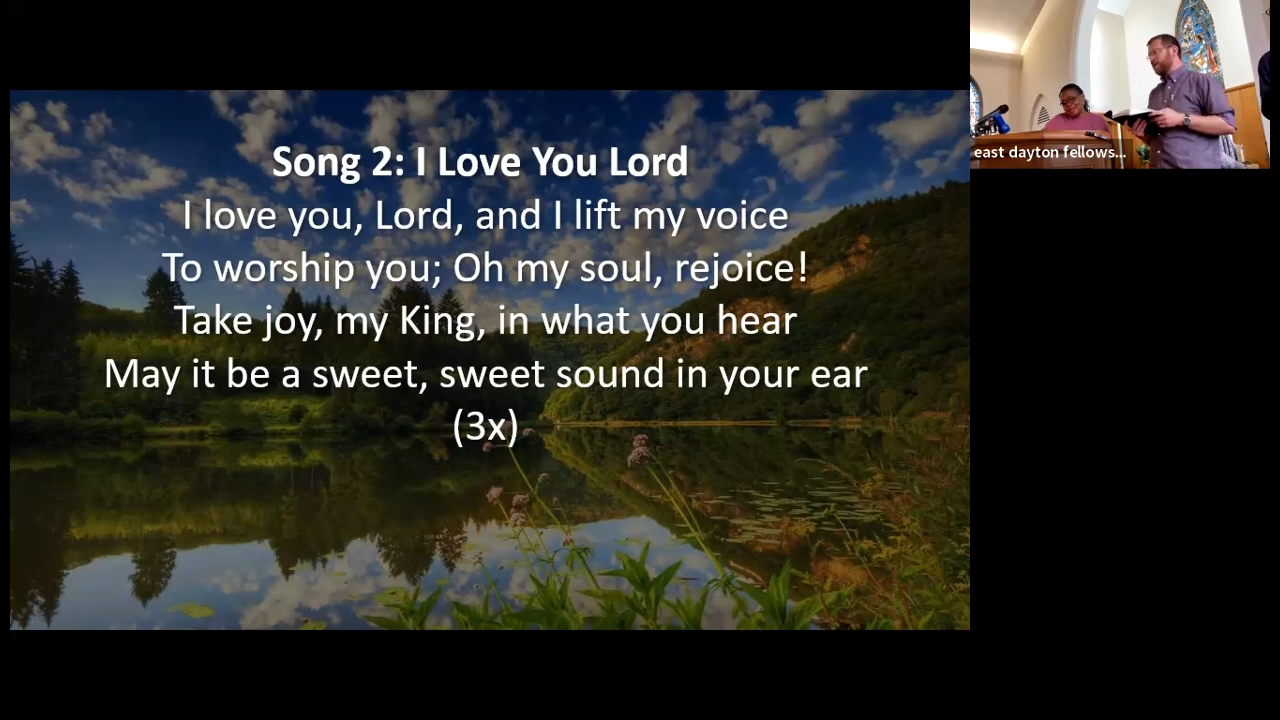 Song 2: I Love You Lord
I love you, Lord, and I lift my voice
To worship you; Oh my soul, rejoice!
Take joy, my King, in what you hear
May it be a sweet, sweet sound in your ear
(3x)
east dayton fellows...